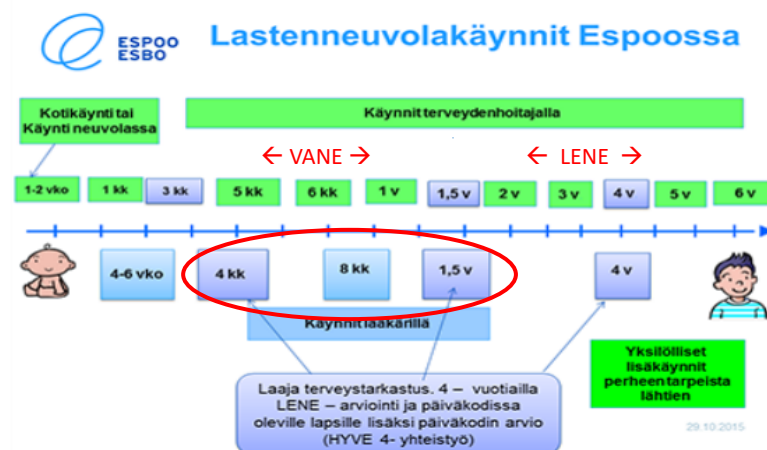 ESPOO
ESBO
Lastenneuvolakäynnit Espoossa
Kotikäynti tai
Käynti neuvolassa
Käynnit terveydenhoitajalla
← VANE →
← LENE →
1-2 vko
1 kk
3 kk
5 kk
6 kk
1 v
1,5 v
2 v
3 v
4 v
5 v
6 v
4-6 vko
4 kk
8 kk
1,5 v
4 v
Käynnit lääkärillä
Yksilölliset
lisäkäynnit
perheentarpeista
lähtien
Laaja terveystarkastus. 4 – vuotiailla
LENE – arviointi ja päiväkodissa
oleville lapsille lisäksi päiväkodin arvio
(HYVE 4- yhteistyö)
29.10.2015